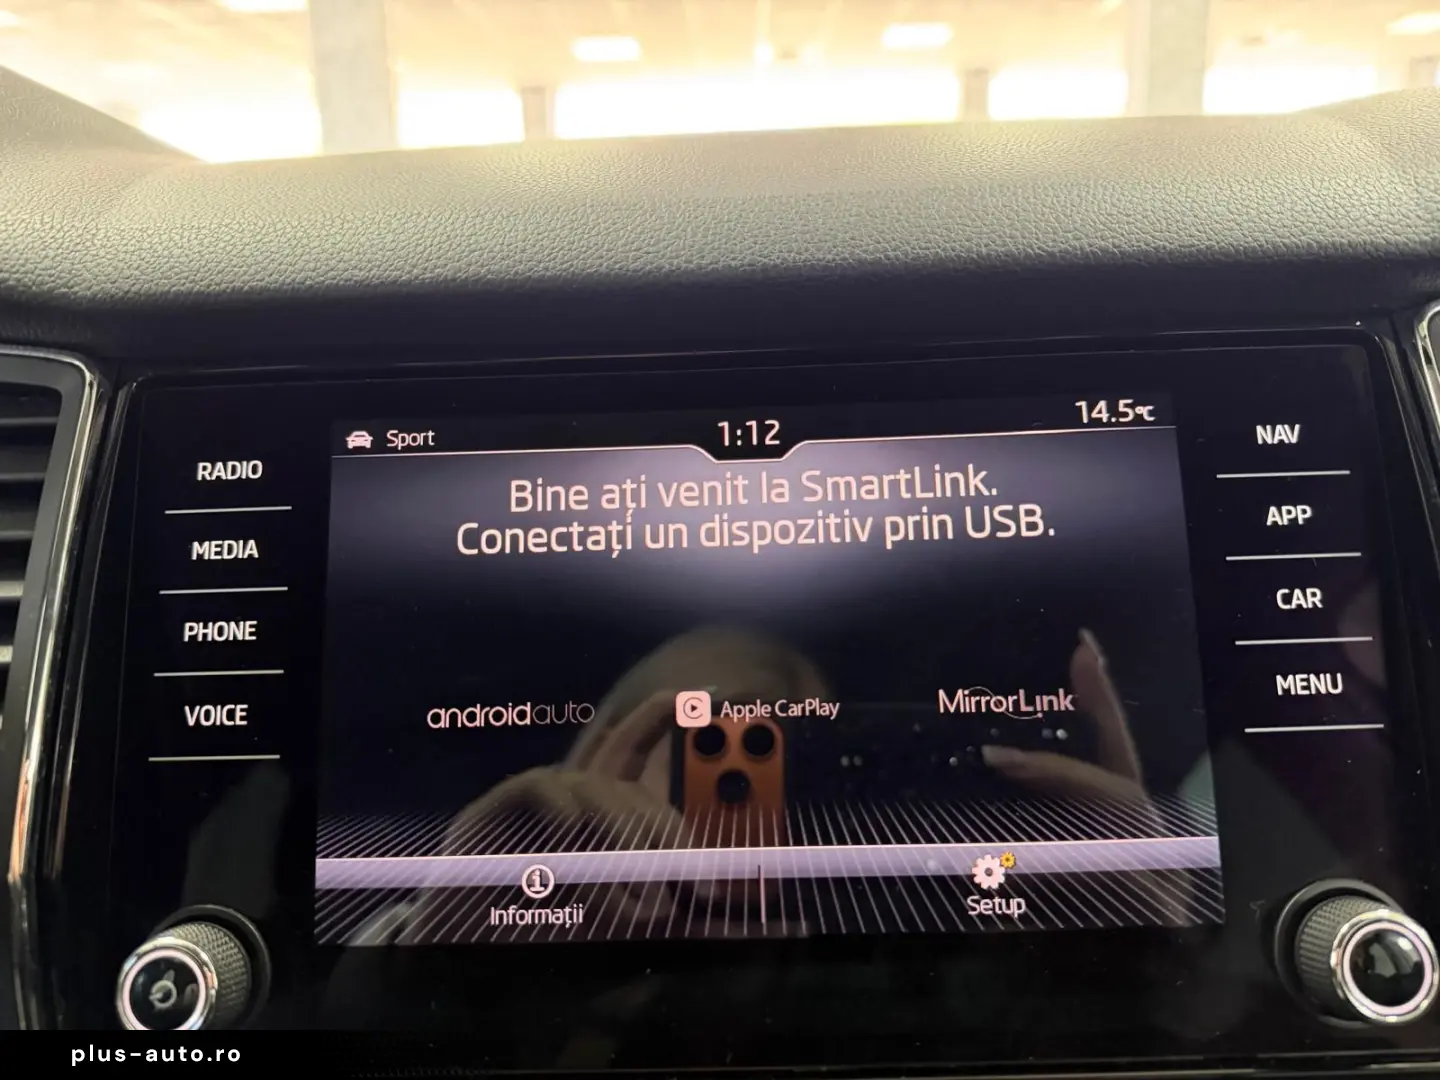 Sport
1:12
14.5°C
Bine ați venit la SmartLink.
Conectați un dispozitiv prin USB.
RADIO
MEDIA
PHONE
VOICE
NAV
APP
CAR
MENU
androidauto
Apple CarPlay
MirrorLink
Informații
Setup
plus-auto.ro